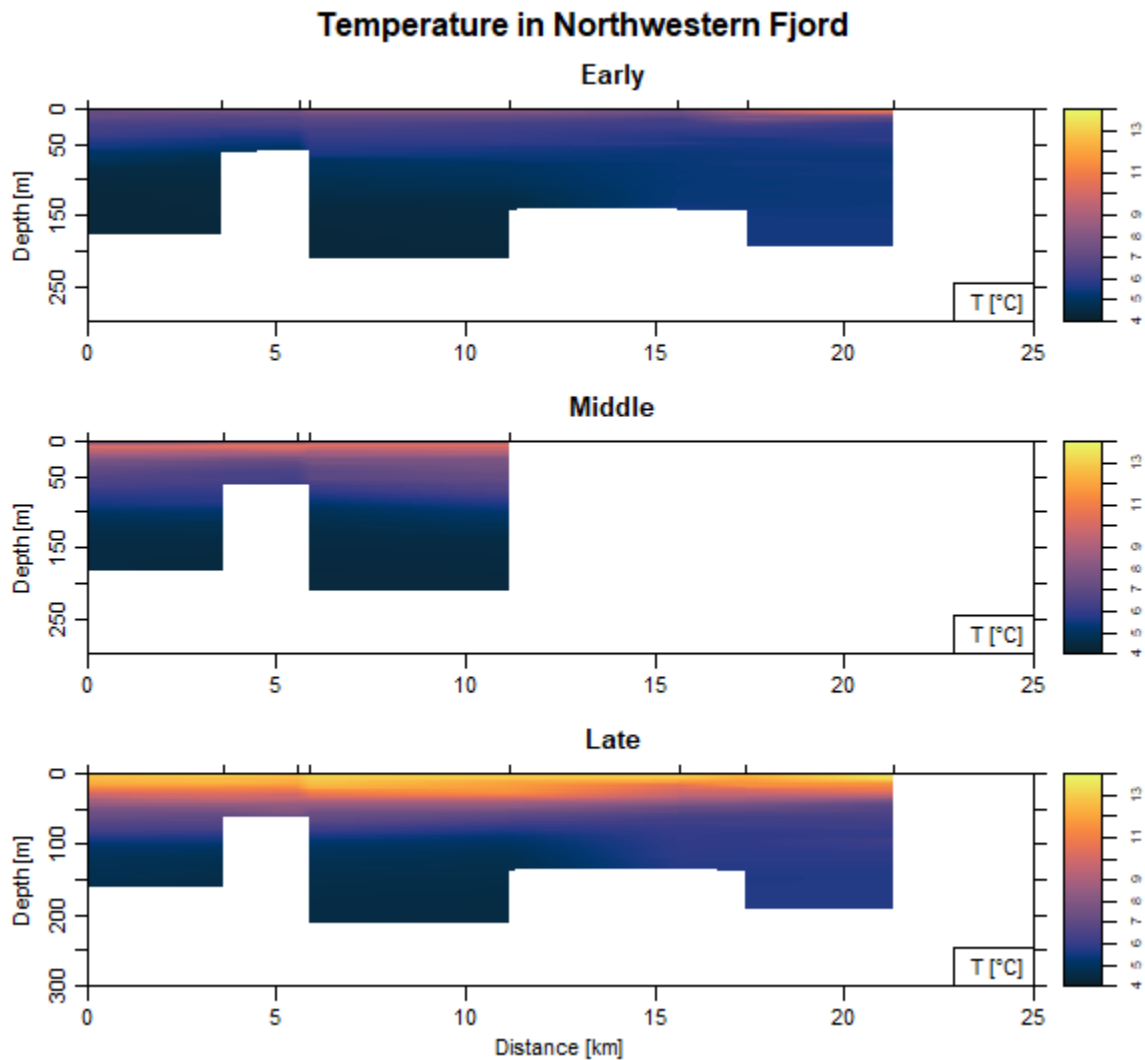 Temperature in Northwestern Fjord
Early
Depth [m]
0
50
150
250
0 5 10 15 20 25
T [°C]
4 5 6 7 8 9 11 13
Middle
Depth [m]
0
50
150
250
0 5 10 15 20 25
T [°C]
4 5 6 7 8 9 11 13
Late
Depth [m]
0
100
200
300
0 5 10 15 20 25
T [°C]
4 5 6 7 8 9 11 13
Distance [km]